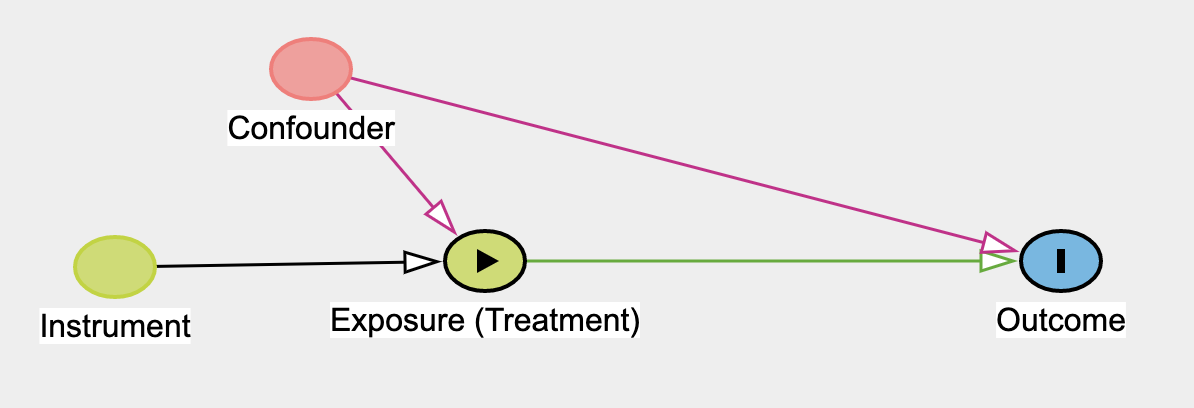 Confounder
Instrument
Exposure (Treatment)
Outcome